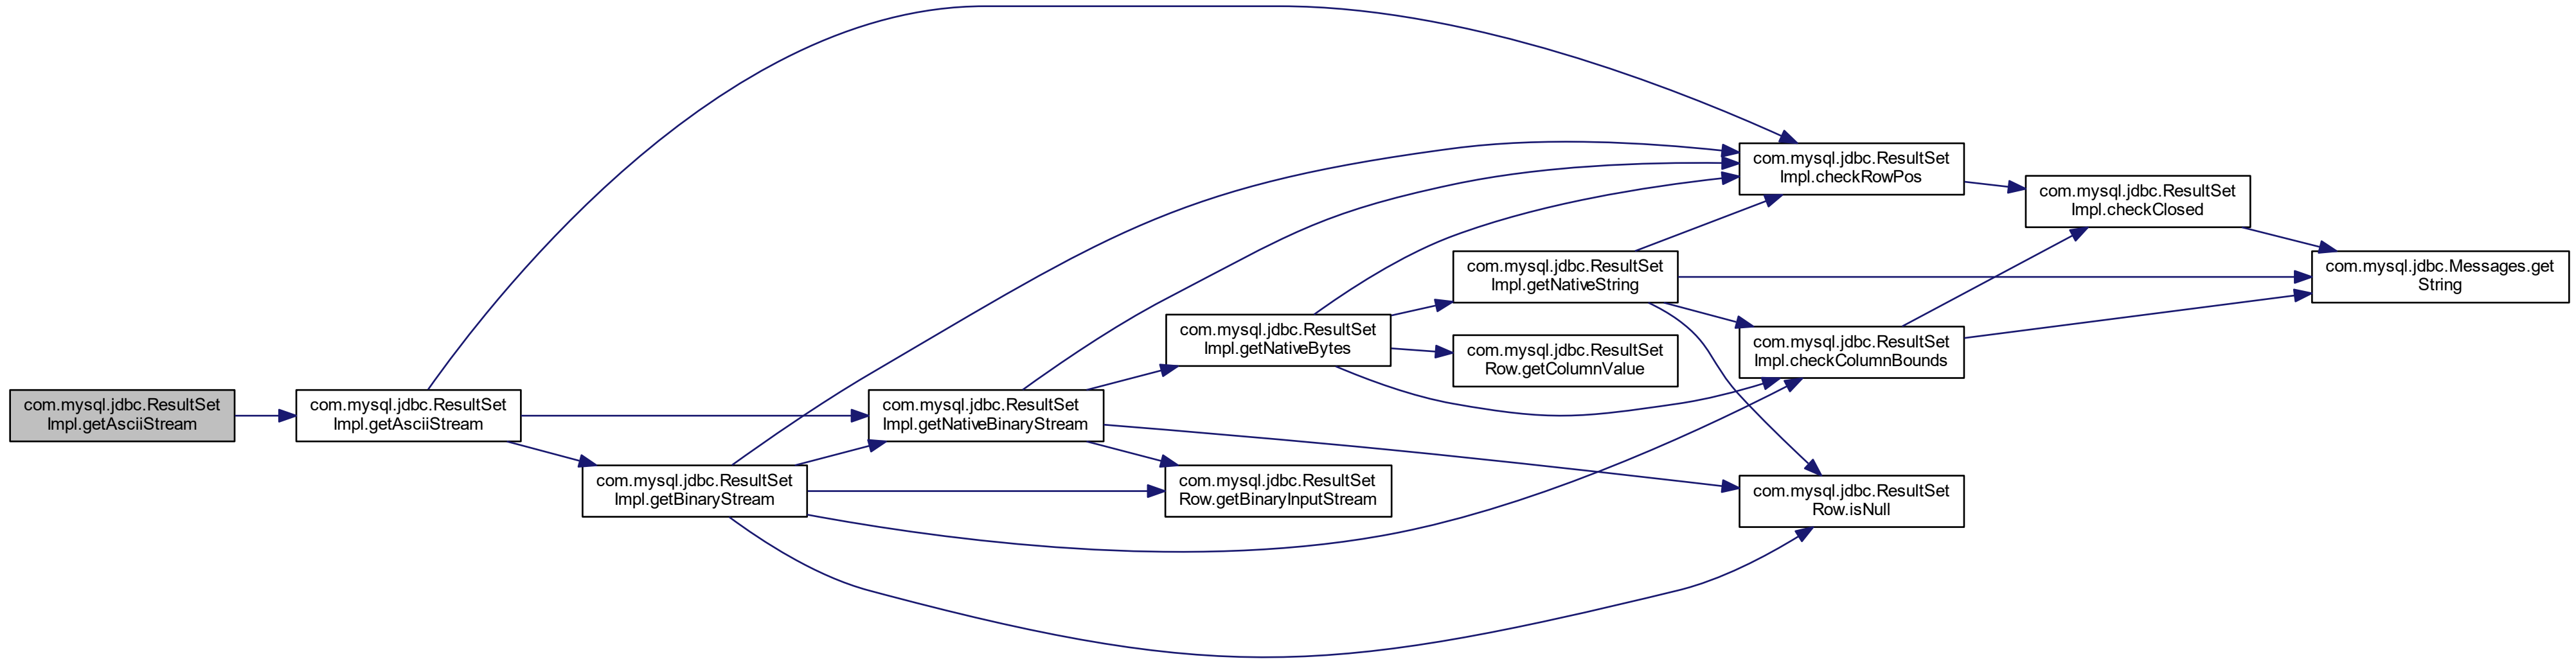 com.mysql.jdbc.ResultSet
Impl.getAsciiStream
com.mysql.jdbc.ResultSet
Impl.getAsciiStream
com.mysql.jdbc.ResultSet
Impl.getBinaryStream
com.mysql.jdbc.ResultSet
Impl.getNativeBinaryStream
com.mysql.jdbc.ResultSet
Row.getBinaryInputStream
com.mysql.jdbc.ResultSet
Impl.getNativeBytes
com.mysql.jdbc.ResultSet
Impl.getNativeString
com.mysql.jdbc.ResultSet
Row.getColumnValue
com.mysql.jdbc.ResultSet
Impl.checkRowPos
com.mysql.jdbc.ResultSet
Impl.checkColumnBounds
com.mysql.jdbc.ResultSet
Row.isNull
com.mysql.jdbc.ResultSet
Impl.checkClosed
com.mysql.jdbc.Messages.get
String